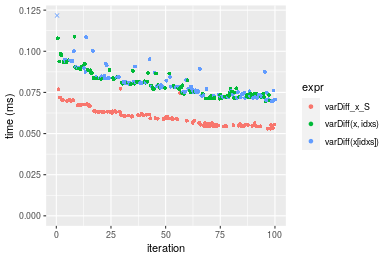 0.125
0.100
0.075
0.050
0.025
0.000
time (ms)
0
25
50
75
100
iteration
expr
varDiff_x_S
varDiff(x, idxs)
varDiff(x[idxs])